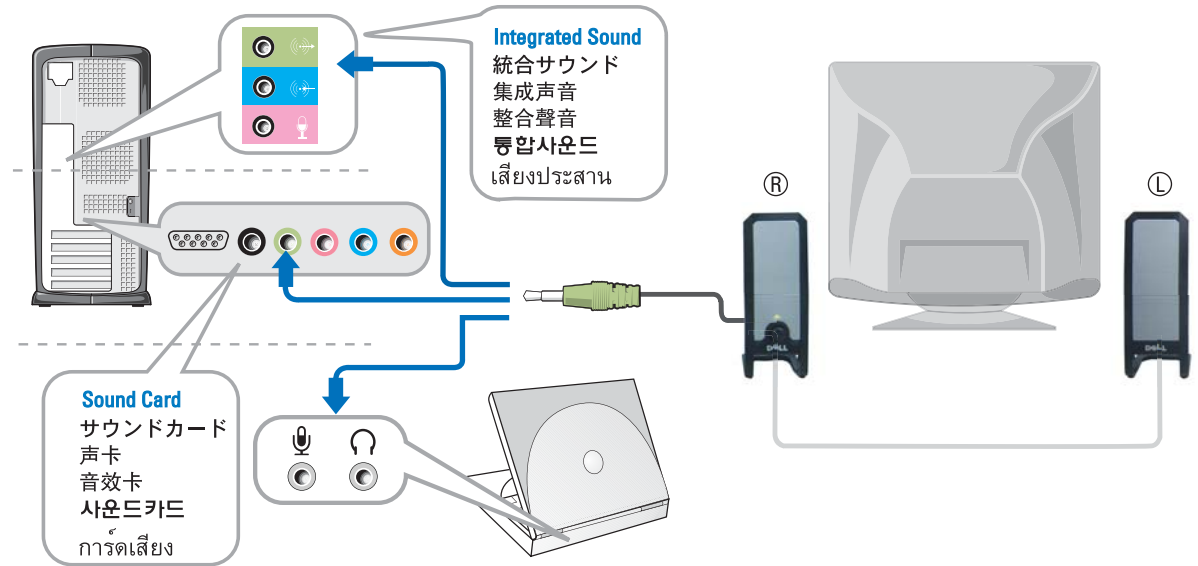 Integrated Sound
統合サウンド
集成声音
整合聲音
통합사운드
เสียงประสาน
Ⓡ
Ⓛ
DELL
DELL
Sound Card
サウンドカード
声卡
音效卡
사운드카드
การ์ดเสียง